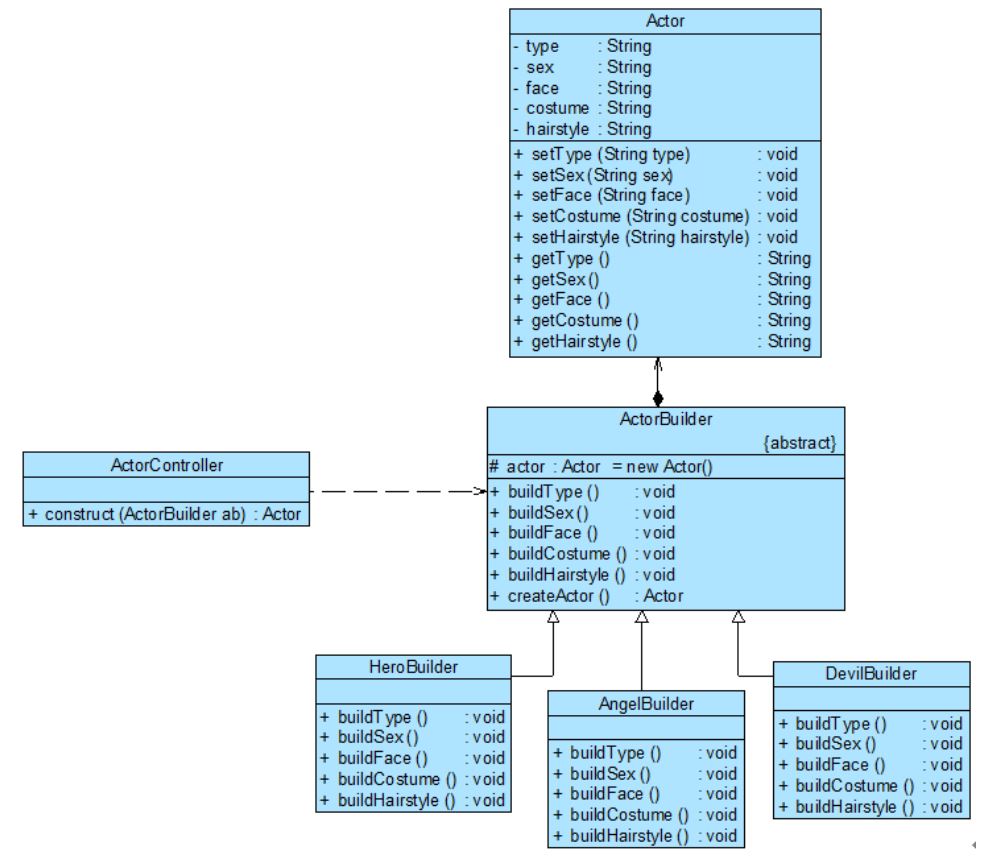 Actor
- type : String
- sex : String
- face : String
- costume : String
- hairstyle : String
+ setType (String type) : void
+ setSex (String sex) : void
+ setFace (String face) : void
+ setCostume (String costume) : void
+ setHairstyle (String hairstyle) : void
+ getType () : String
+ getSex () : String
+ getFace () : String
+ getCostume () : String
+ getHairstyle () : String
ActorBuilder
{abstract}
# actor : Actor = new Actor()
+ buildType () : void
+ buildSex () : void
+ buildFace () : void
+ buildCostume () : void
+ buildHairstyle () : void
+ createActor () : Actor
ActorController
+ construct (ActorBuilder ab) : Actor
HeroBuilder
+ buildType () : void
+ buildSex () : void
+ buildFace () : void
+ buildCostume () : void
+ buildHairstyle () : void
AngelBuilder
+ buildType () : void
+ buildSex () : void
+ buildFace () : void
+ buildCostume () : void
+ buildHairstyle () : void
DevilBuilder
+ buildType () : void
+ buildSex () : void
+ buildFace () : void
+ buildCostume () : void
+ buildHairstyle () : void